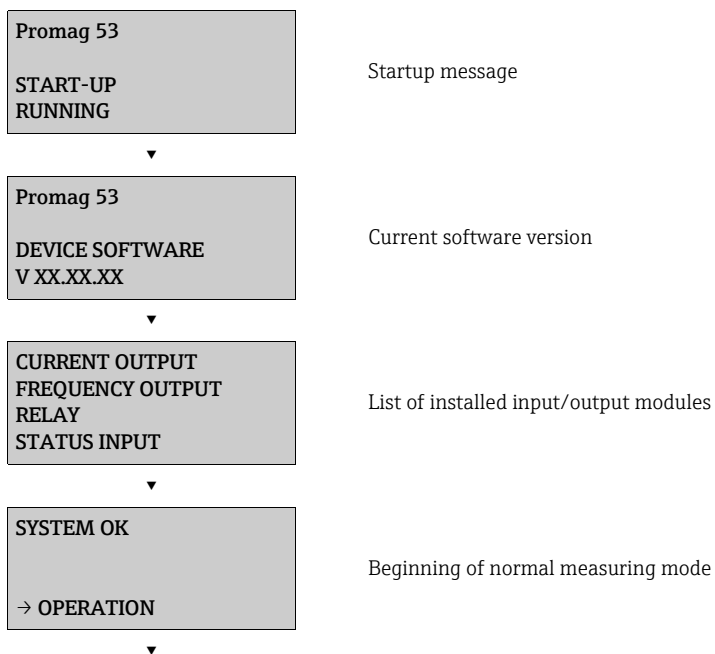 Promag 53
START-UP
RUNNING
Startup message
▼
Promag 53
DEVICE SOFTWARE
V XX.XX.XX
Current software version
▼
CURRENT OUTPUT
FREQUENCY OUTPUT
RELAY
STATUS INPUT
List of installed input/output modules
▼
SYSTEM OK
→ OPERATION
Beginning of normal measuring mode
▼